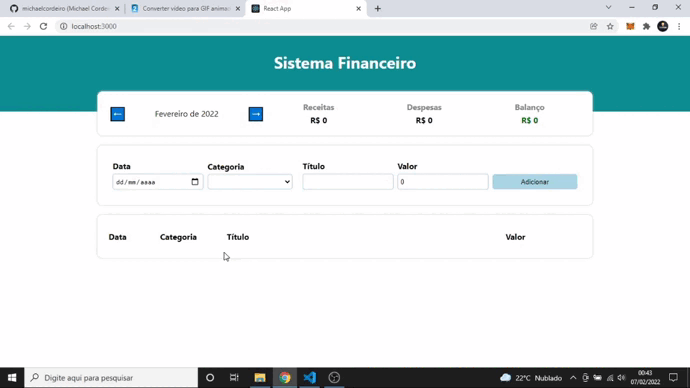 michaelcordeiro (Michael Cordei
Converter vídeo para GIF anima
React App
localhost:3000
Sistema Financeiro
Fevereiro de 2022
Receitas
R$ 0
Despesas
R$ 0
Balanço
R$ 0
Data
Categoria
Título
Valor
dd/mm/aaaa
0
Adicionar
Data
Categoria
Título
Valor
Digite aqui para pesquisar
22°C Nublado
00:43
07/02/2022